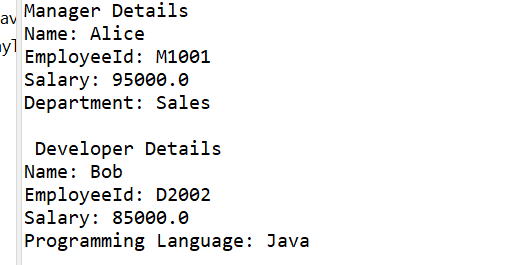 Manager Details
Name: Alice
EmployeeId: M1001
Salary: 95000.0
Department: Sales

Developer Details
Name: Bob
EmployeeId: D2002
Salary: 85000.0
Programming Language: Java